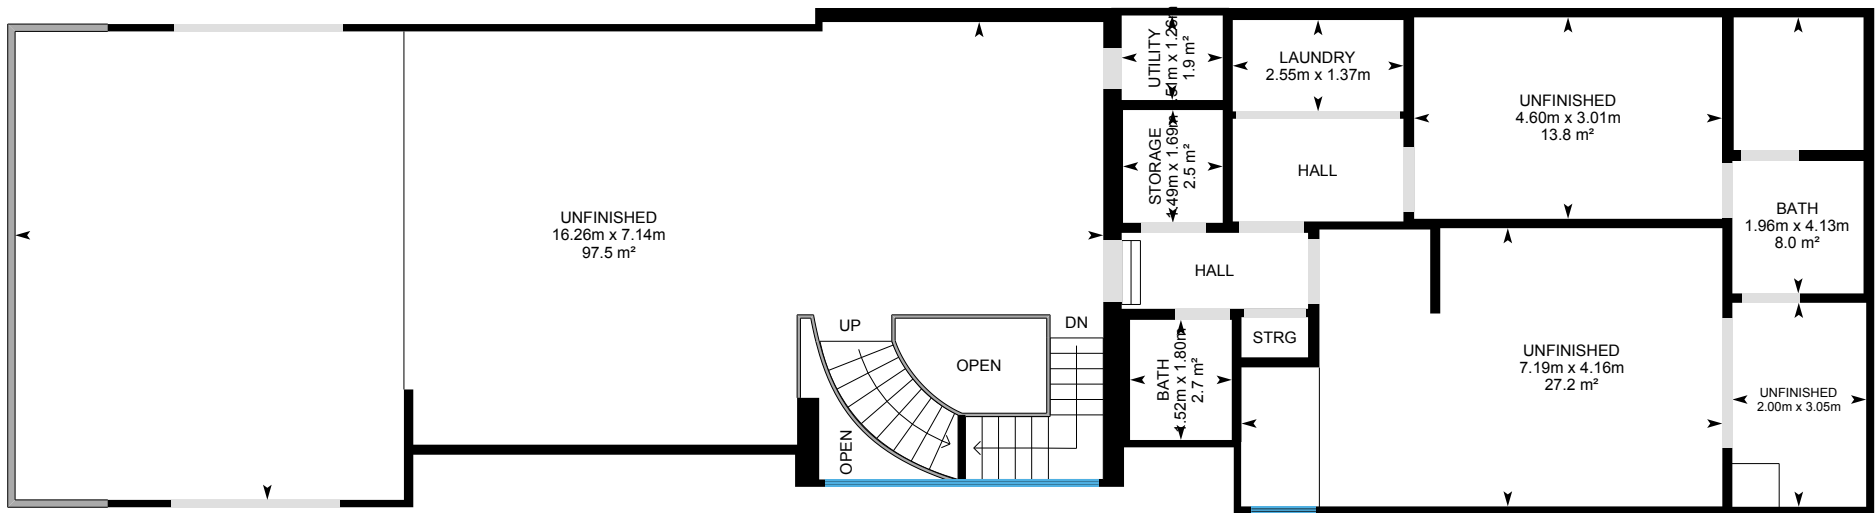 UNFINISHED
16.26m x 7.14m
97.5 m²
UP
OPEN
DN
OPEN
UTILITY
1.9 m²
STORAGE
2.5 m²
LAUNDRY
2.55m x 1.37m
HALL
HALL
STRG
BATH
2.7 m²
UNFINISHED
4.60m x 3.01m
13.8 m²
BATH
1.96m x 4.13m
8.0 m²
UNFINISHED
7.19m x 4.16m
27.2 m²
UNFINISHED
2.00m x 3.05m